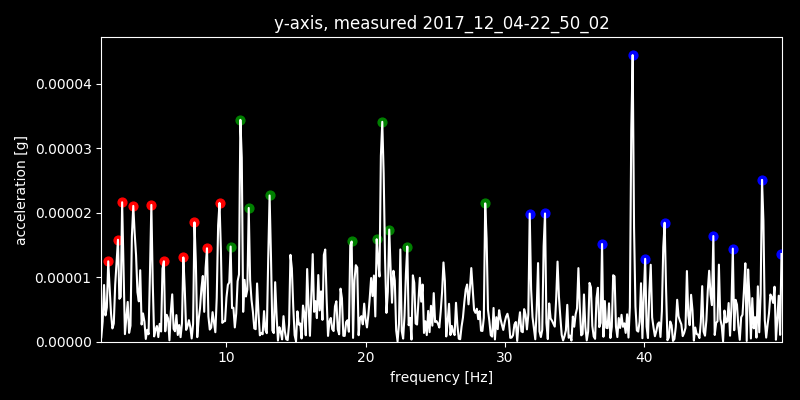 y-axis, measured 2017_12_04-22_50_02
acceleration [g]
0.00004
0.00003
0.00002
0.00001
0.00000
10 20 30 40
frequency [Hz]